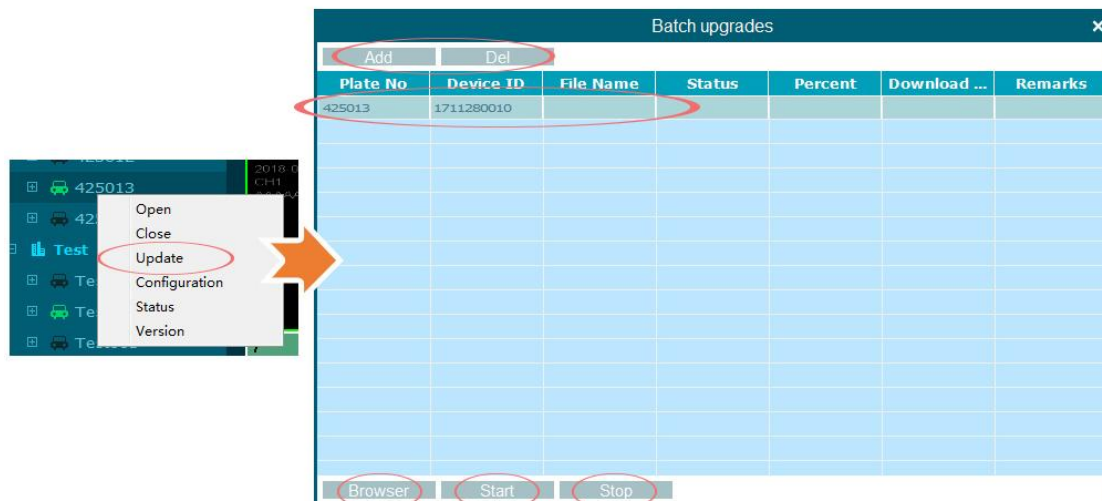 Batch upgrades
Add Del
Plate No Device ID File Name Status Percent Download ... Remarks
425013 1711280010
425013
CH1
Open
Close
Test
Update
Configuration
Status
Version
Browser Start Stop